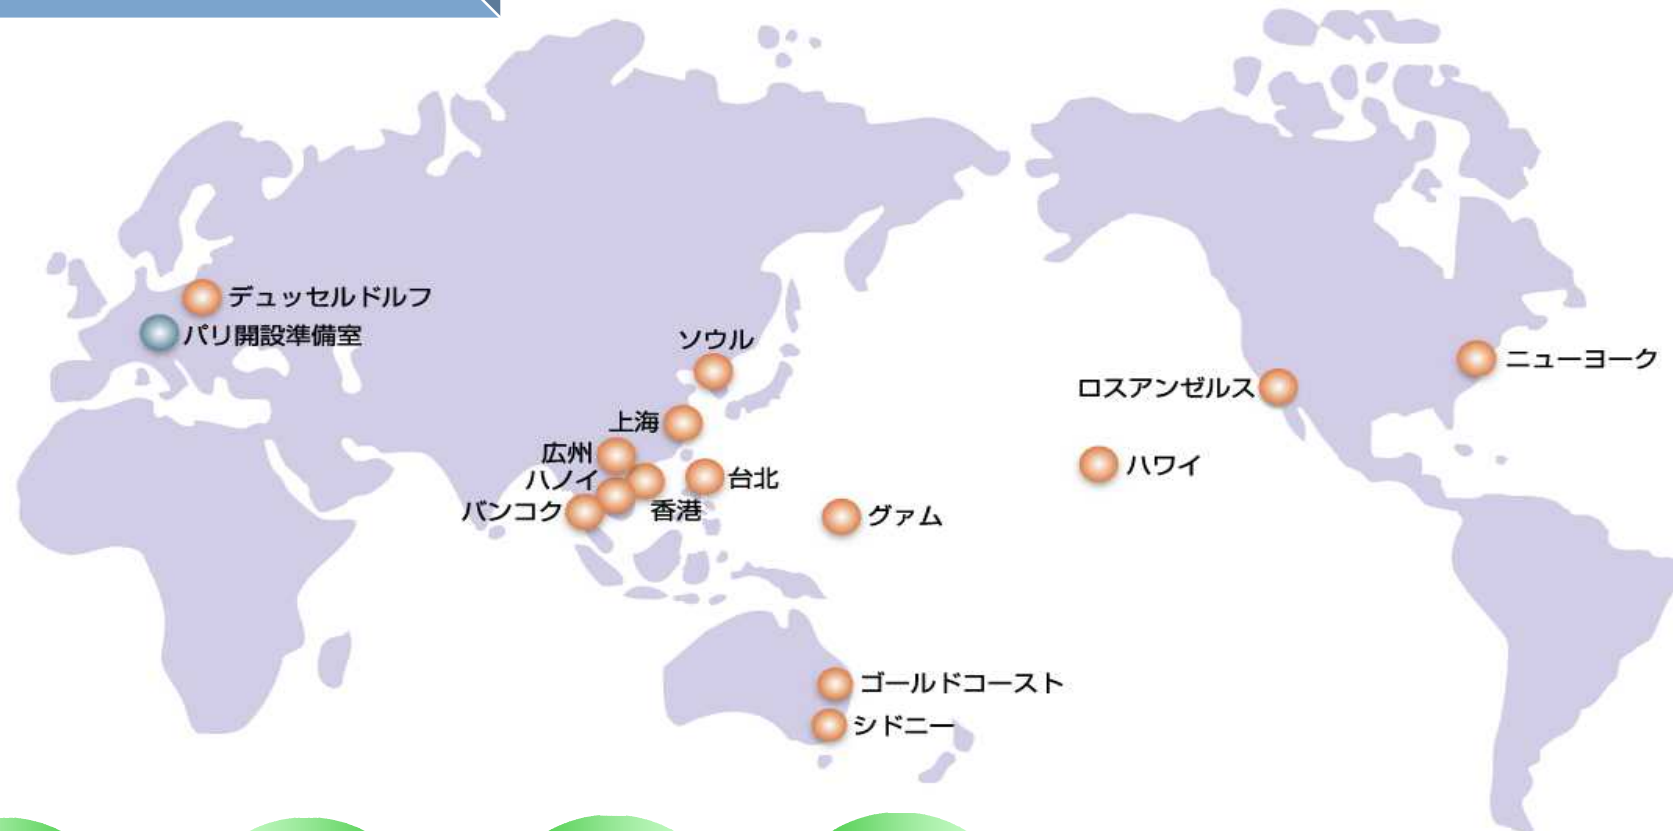 デュッセルドルフ
パリ開設準備室
ソウル
上海
広州
ハノイ
バンコク
香港
台北
グァム
ゴールドコースト
シドニー
ロスアンゼルス
ハワイ
ニューヨーク